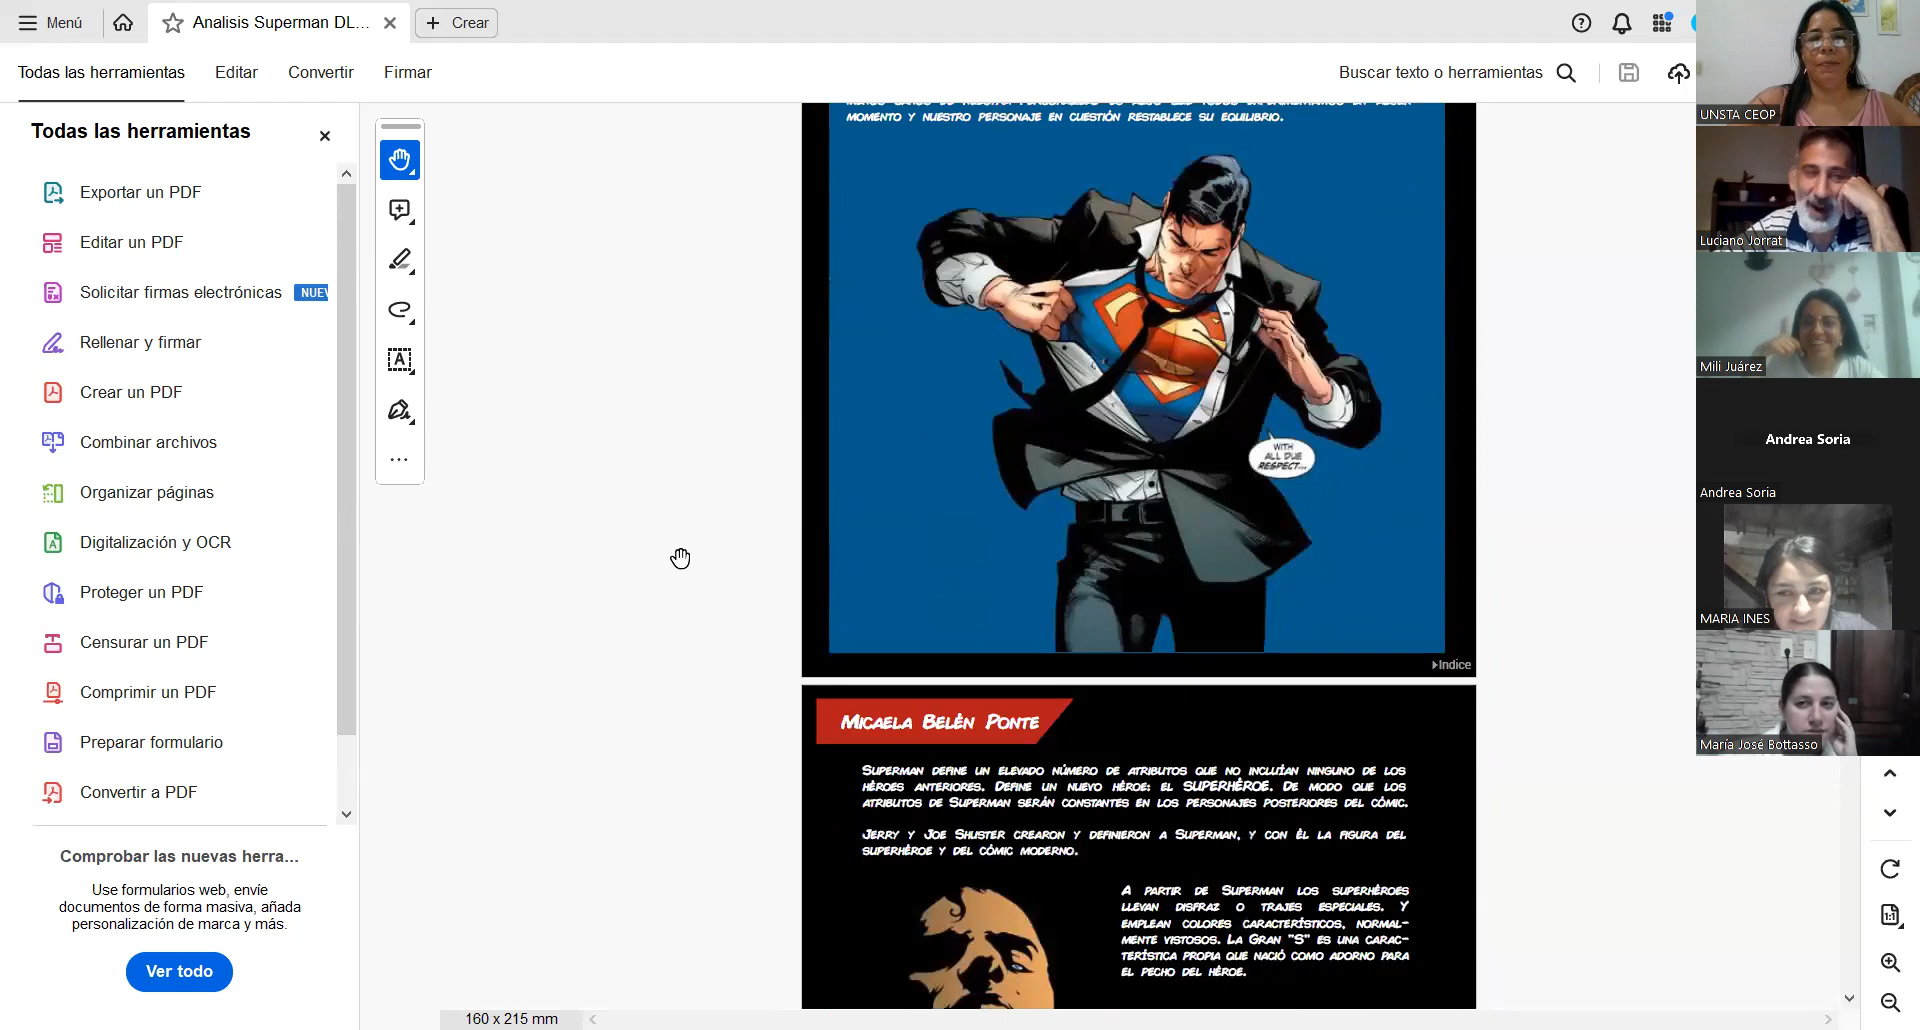 Menú
Analisis Superman DL...
Crear
Todas las herramientas
Editar
Convertir
Firmar
Buscar texto o herramientas
Todas las herramientas
Exportar un PDF
Editar un PDF
Solicitar firmas electrónicas
NUEV
Rellenar y firmar
Crear un PDF
Combinar archivos
Organizar páginas
Digitalización y OCR
Proteger un PDF
Censurar un PDF
Comprimir un PDF
Preparar formulario
Convertir a PDF
Comprobar las nuevas herra...
Use formularios web, envíe
documentos de forma masiva, añada
personalización de marca y más.
Ver todo
MOMENTO Y NUESTRO PERSONAJE EN CUESTIÓN RESTABLECE SU EQUILIBRIO.
WITH
ALL DUE
RESPECT...
Indice
MICAELA BELÉN PONTE
SUPERMAN DEFINE UN ELEVADO NÚMERO DE ATRIBUTOS QUE NO INCLUÍAN NINGUNO DE LOS
HÉROES ANTERIORES. DEFINE UN NUEVO HÉROE: EL SUPERHÉROE. DE MODO QUE LOS
ATRIBUTOS DE SUPERMAN SERÁN CONSTANTES EN LOS PERSONAJES POSTERIORES DEL CÓMIC.
JERRY Y JOE SHUSTER CREARON Y DEFINIERON A SUPERMAN, Y CON ÉL LA FIGURA DEL
SUPERHÉROE Y DEL CÓMIC MODERNO.
A PARTIR DE SUPERMAN LOS SUPERHÉROES
LLEVAN DISFRAZ O TRAJES ESPECIALES. Y
EMPLEAN COLORES CARACTERÍSTICOS, NORMAL-
MENTE VISTOSOS. LA GRAN "S" ES UNA CARAC-
TERÍSTICA PROPIA QUE NACIÓ COMO ADORNO PARA
EL PECHO DEL HÉROE.
160 x 215 mm
UNSTA CEOP
Luciano Jorrat
Mili Juárez
Andrea Soria
Andrea Soria
MARIA INES
María José Bottasso